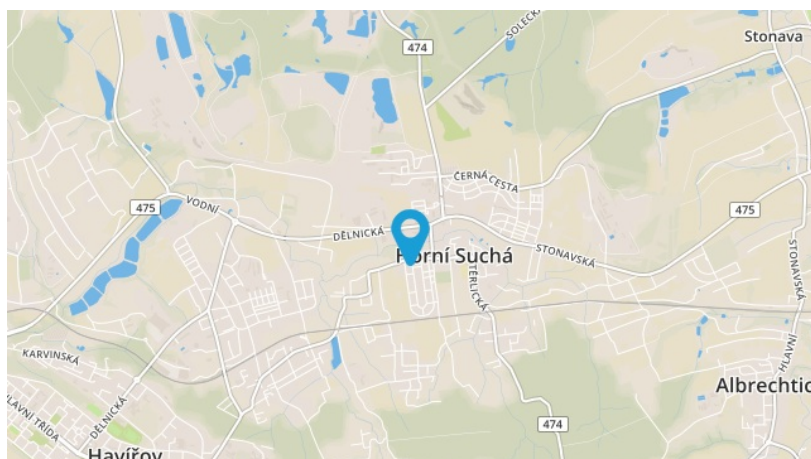 474
SOLECKÁ
Stonava
ČERNÁ CESTA
475
VODNÍ
475
DĚLNICKÁ
STONAVSKÁ
Horní Suchá
TĚRLICKÁ
STONAVSKÁ
KARVINSKÁ
HLAVNÍ
Albrechtic
HLAVNÍ TŘÍDA
DĚLNICKÁ
474
Havířov